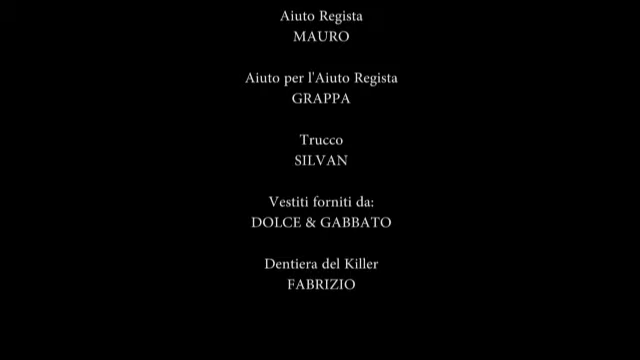 Aiuto Regista
MAURO
Aiuto per l'Aiuto Regista
GRAPPA
Trucco
SILVAN
Vestiti forniti da:
DOLCE & GABBATO
Dentiera del Killer
FABRIZIO